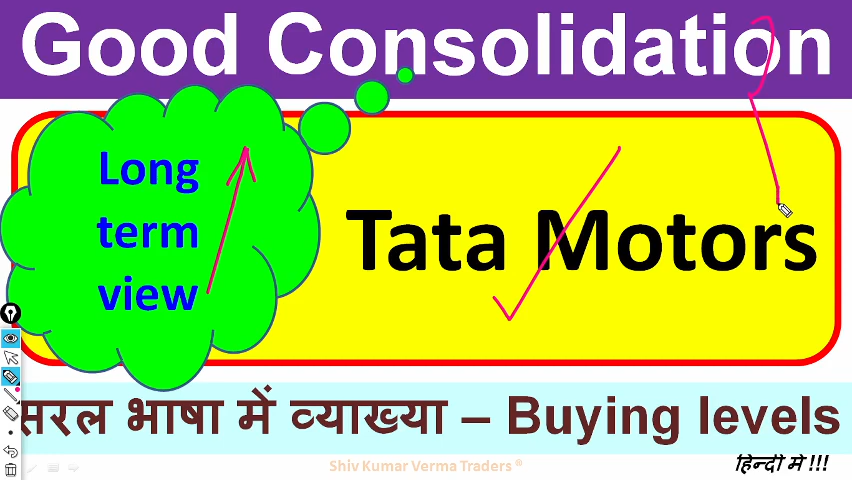 Good Consolidation
Long
term
view
Tata Motors
सरल भाषा में व्याख्या – Buying levels
Shiv Kumar Verma Traders ®
हिन्दी में !!!